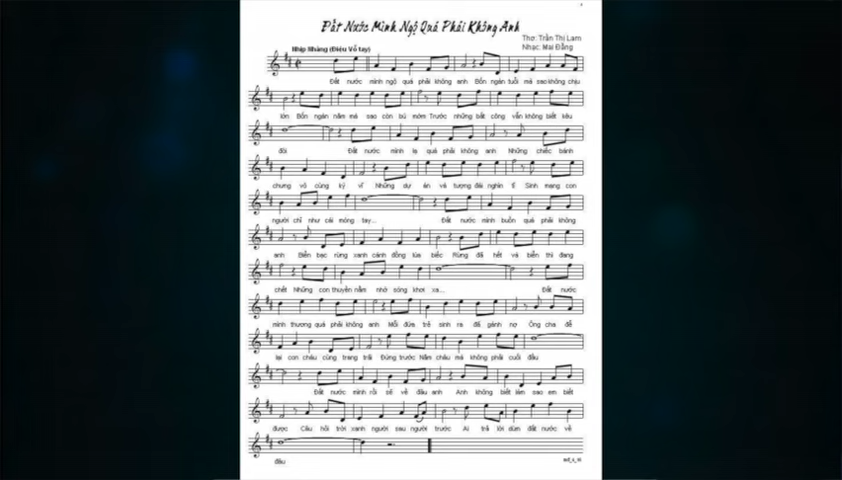 Đất Nước Mình Ngộ Quá Phải Không Anh
Thơ: Trần Thị Lam
Nhạc: Mai Đằng
Nhịp Nhàng (Điệu Vỗ tay)
Đất nước mình ngộ quá phải không anh Bốn ngàn tuổi mà sao không chịu
lớn Bốn ngàn năm mà sao còn bú mớm Trước những bất công vẫn không biết kêu
đòi Đất nước mình lạ quá phải không anh Những chiếc bánh
chưng vô cùng kỳ vĩ Những dự án và tượng đài nghìn tỉ Sinh mạng con
người chỉ như cái móng tay... Đất nước mình buồn quá phải không
anh Biển bạc rừng xanh cánh đồng lúa biếc Rừng đã hết và biển thì đang
chết Những con thuyền nằm nhớ sóng khơi xa... Đất nước
mình thương quá phải không anh Mỗi đứa trẻ sinh ra đã gánh nợ Ông cha để
lại con cháu cùng trang trải Đứng trước Năm châu mà không phải cúi đầu
Đất nước mình rồi sẽ về đâu anh Anh không biết làm sao em biết
được Câu hỏi trời xanh người sau người trước Ai trả lời dùm đất nước về
đâu